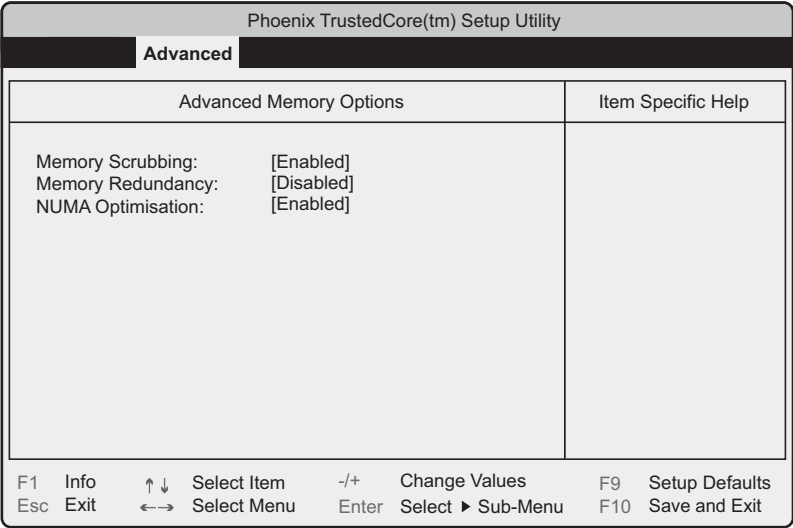 Phoenix TrustedCore(tm) Setup Utility
Advanced
Advanced Memory Options
Item Specific Help
Memory Scrubbing: [Enabled]
Memory Redundancy: [Disabled]
NUMA Optimisation: [Enabled]
F1 Info ↑ ↓ Select Item -/+ Change Values F9 Setup Defaults
Esc Exit ←→ Select Menu Enter Select ▶ Sub-Menu F10 Save and Exit